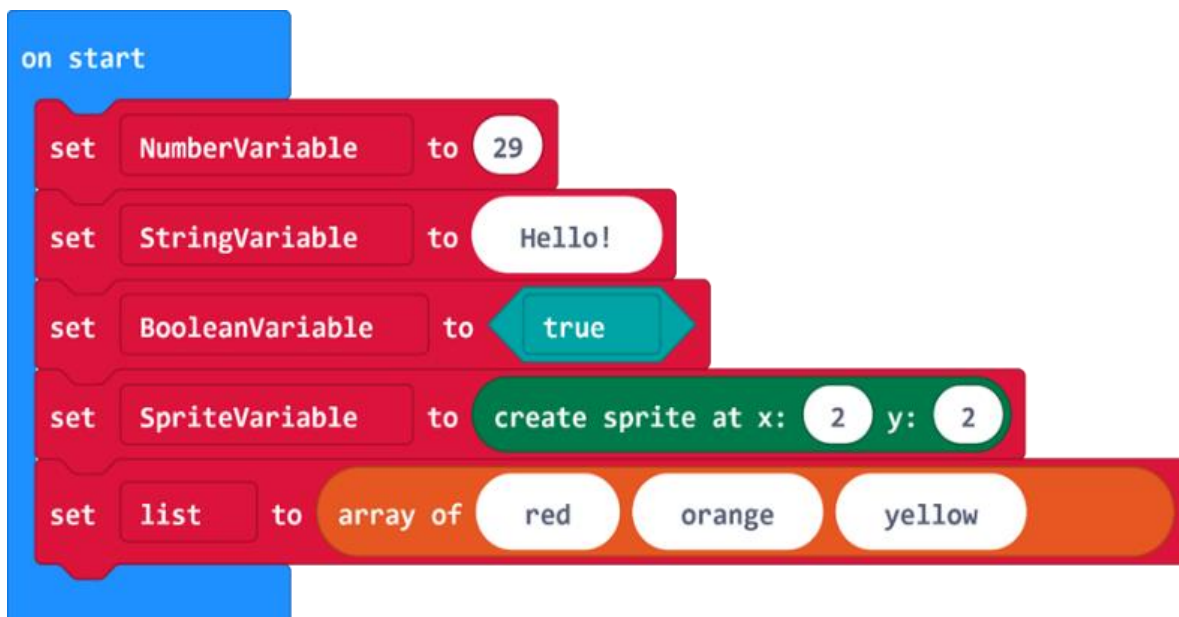 on start
set NumberVariable to 29
set StringVariable to Hello!
set BooleanVariable to true
set SpriteVariable to create sprite at x: 2 y: 2
set list to array of red orange yellow